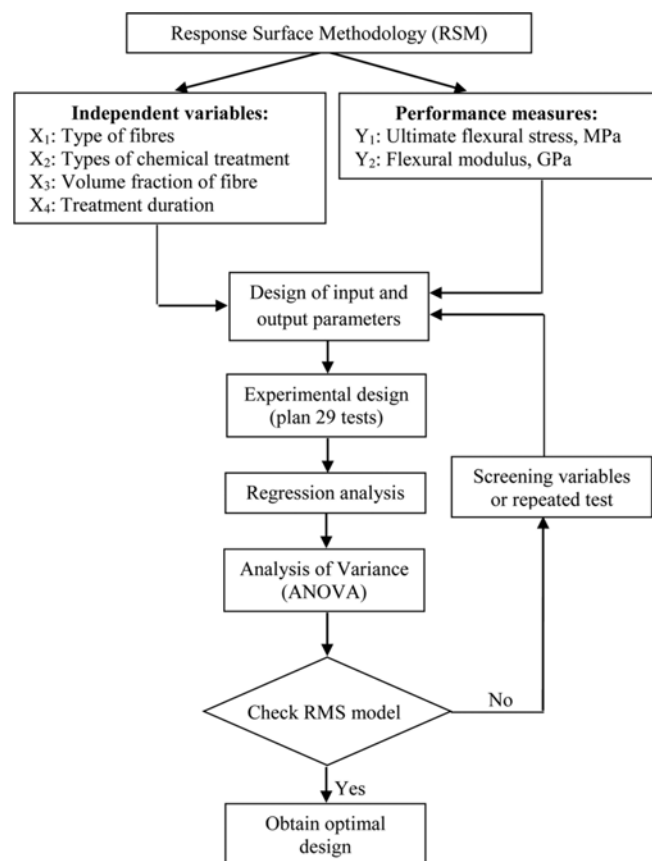 Response Surface Methodology (RSM)
Independent variables:
X₁: Type of fibres
X₂: Types of chemical treatment
X₃: Volume fraction of fibre
X₄: Treatment duration
Performance measures:
Y₁: Ultimate flexural stress, MPa
Y₂: Flexural modulus, GPa
Design of input and
output parameters
Experimental design
(plan 29 tests)
Regression analysis
Screening variables
or repeated test
Analysis of Variance
(ANOVA)
Check RMS model
No
Yes
Obtain optimal
design